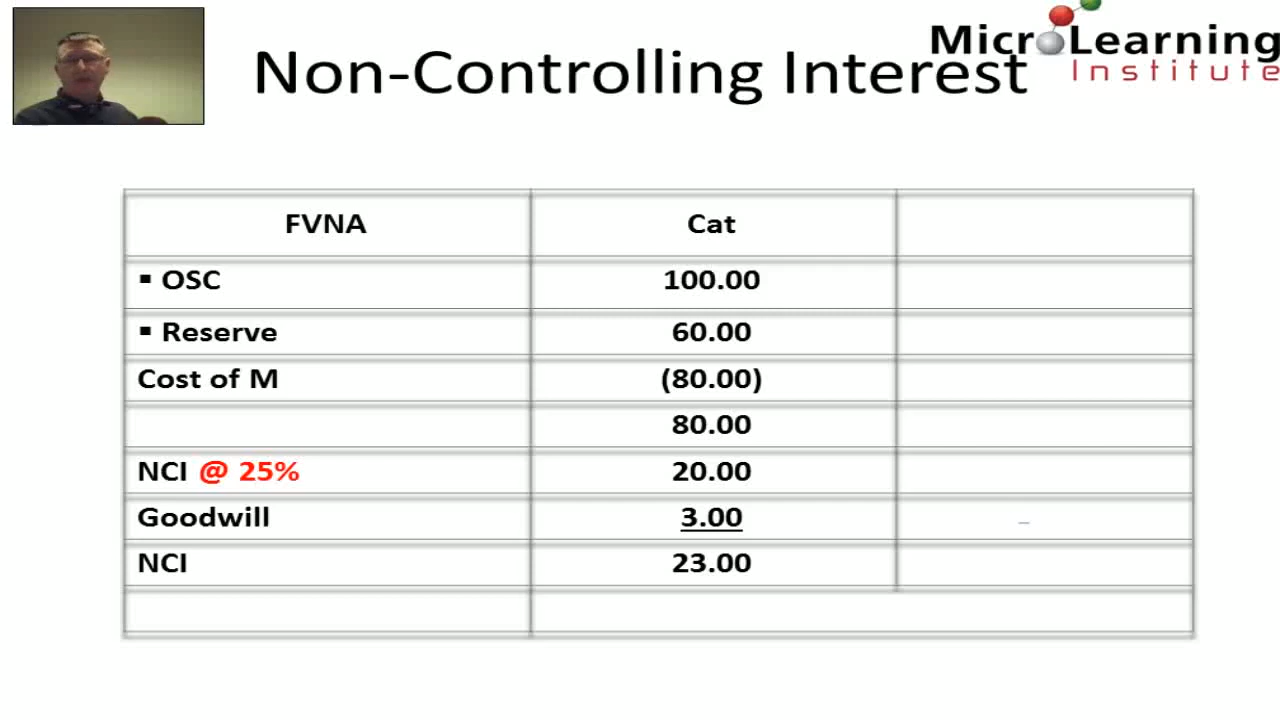 MicroLearning
Institute
Non-Controlling Interest
FVNA Cat
▪ OSC 100.00
▪ Reserve 60.00
Cost of M (80.00)
80.00
NCI @ 25% 20.00
Goodwill 3.00 –
NCI 23.00